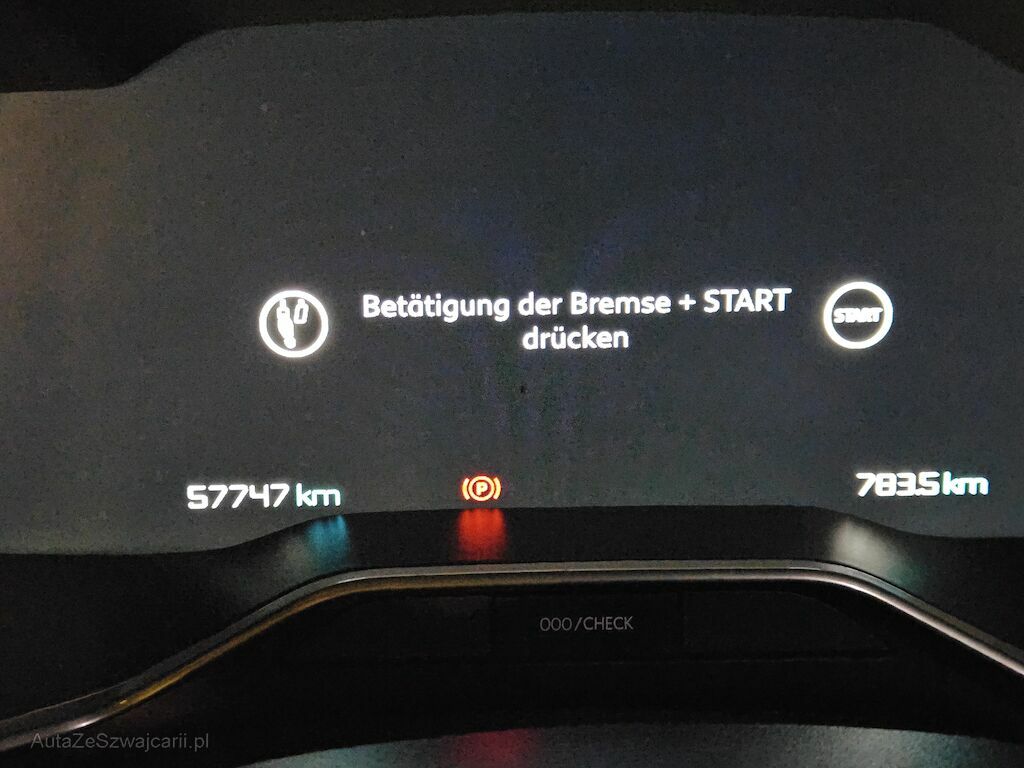 Betätigung der Bremse + START
drücken
START
57747 km
P
783.5 km
000/CHECK
AutaZeSzwajcarii.pl